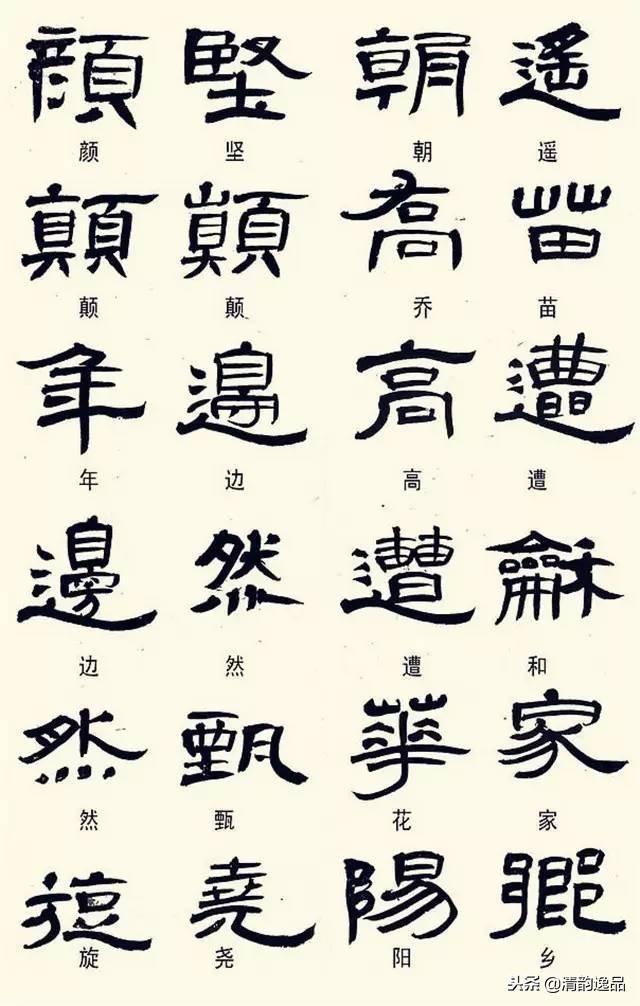 顔 堅 朝 遥
颜 坚 朝 遥
顛 顛 喬 苗
颠 颠 乔 苗
年 邊 高 遭
年 边 高 遭
邊 然 遭 龢
边 然 遭 和
然 甄 華 家
然 甄 花 家
旋 堯 陽 鄉
旋 尧 阳 乡
头条 @清韵逸品